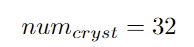 num_{cryst} = 32